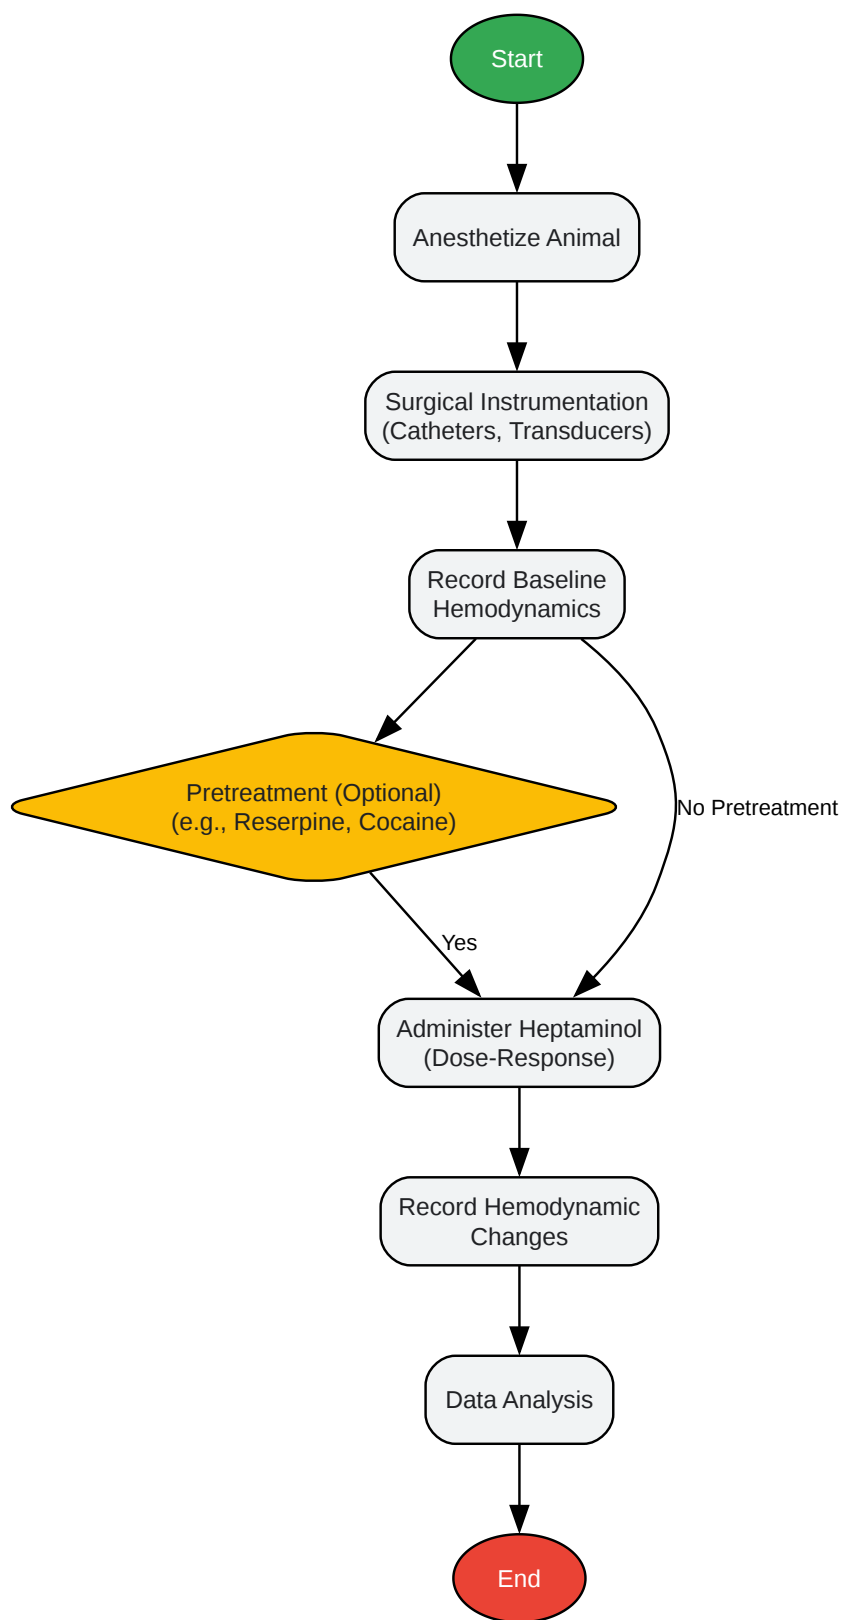 Start
Anesthetize Animal
Surgical Instrumentation
(Catheters, Transducers)
Record Baseline
Hemodynamics
Pretreatment (Optional)
(e.g., Reserpine, Cocaine)
No Pretreatment
Yes
Administer Heptaminol
(Dose-Response)
Record Hemodynamic
Changes
Data Analysis
End